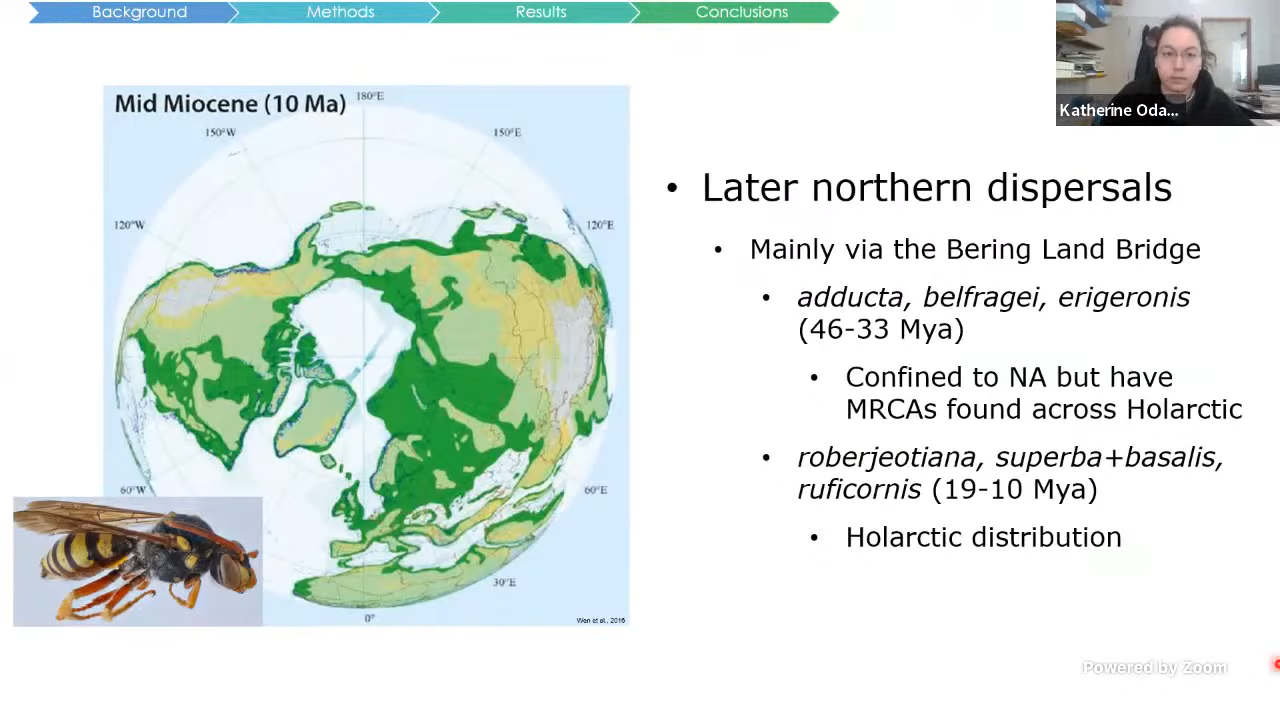 Background Methods Results Conclusions
Katherine Oda...
Mid Miocene (10 Ma)
180°E
150°W
150°E
120°W
120°E
60°W
60°E
30°E
0°
Wen et al., 2016
• Later northern dispersals
• Mainly via the Bering Land Bridge
• adducta, belfragei, erigeronis
(46-33 Mya)
• Confined to NA but have
MRCAs found across Holarctic
• roberjeotiana, superba+basalis,
ruficornis (19-10 Mya)
• Holarctic distribution
Powered by Zoom